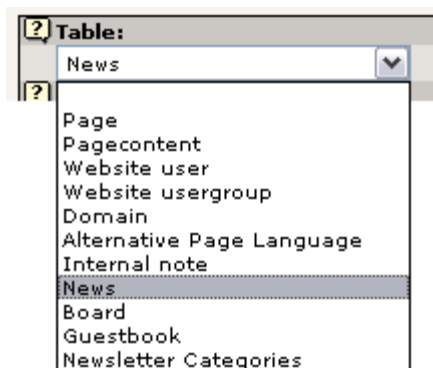 ? Table:
News
?
Page
Pagecontent
Website user
Website usergroup
Domain
Alternative Page Language
Internal note
News
Board
Guestbook
Newsletter Categories